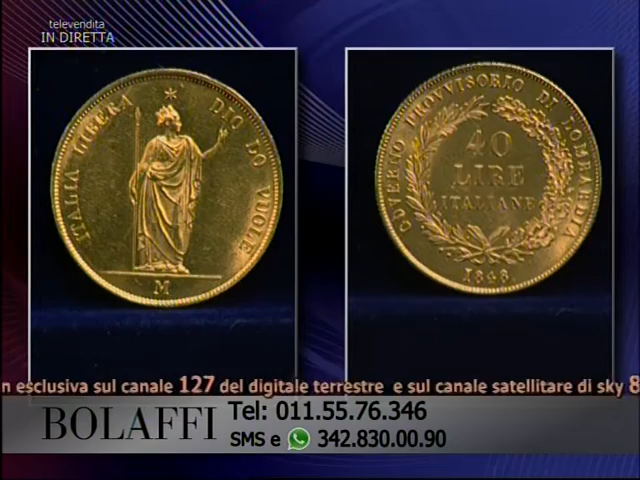 televendita
IN DIRETTA
ITALIA LIBERA DIO LO VUOLE
M
GOVERNO PROVVISORIO DI LOMBARDIA
40
LIRE
ITALIANE
1848
n esclusiva sul canale 127 del digitale terrestre e sul canale satellitare di sky 8
BOLAFFI
Tel: 011.55.76.346
SMS e 342.830.00.90